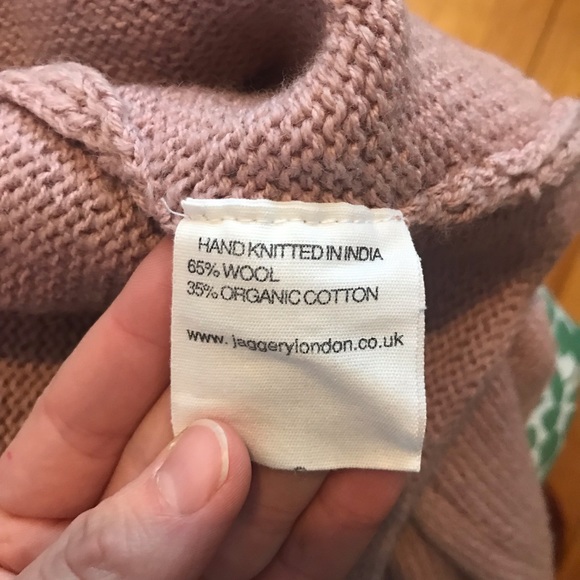 HAND KNITTED IN INDIA
65% WOOL
35% ORGANIC COTTON
www.jaggerylondon.co.uk